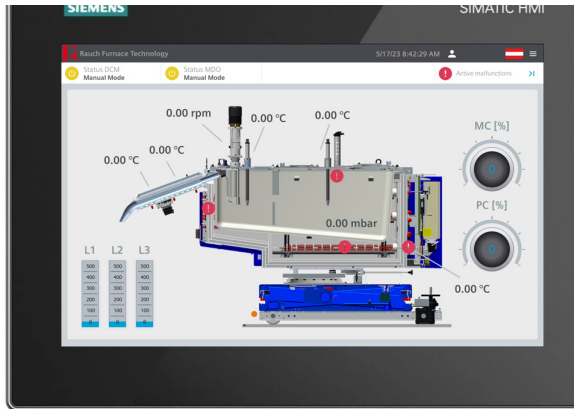 SIEMENS
SIMATIC HMI
Rauch Furnace Technology
5/17/23 8:42:29 AM
Status DCM
Manual Mode
Status MDO
Manual Mode
Active malfunctions
0.00 rpm
0.00 °C
0.00 °C
0.00 °C
0.00 °C
MC [%]
0
0.00 mbar
PC [%]
0
0.00 °C
L1 L2 L3
500 500 500
400 400 400
300 300 300
200 200 200
100 100 100
0 0 0